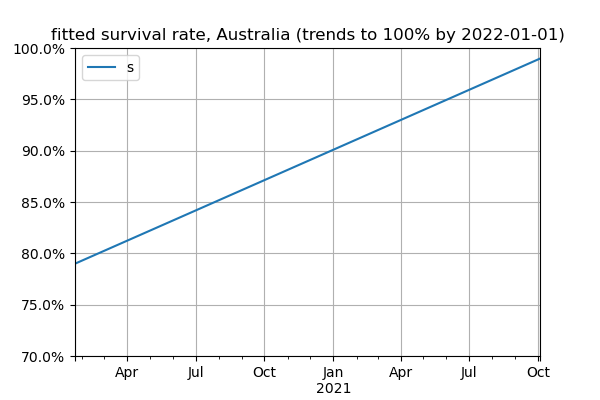 fitted survival rate, Australia (trends to 100% by 2022-01-01)
100.0%
s
95.0%
90.0%
85.0%
80.0%
75.0%
70.0%
Apr Jul Oct Jan Apr Jul Oct
2021